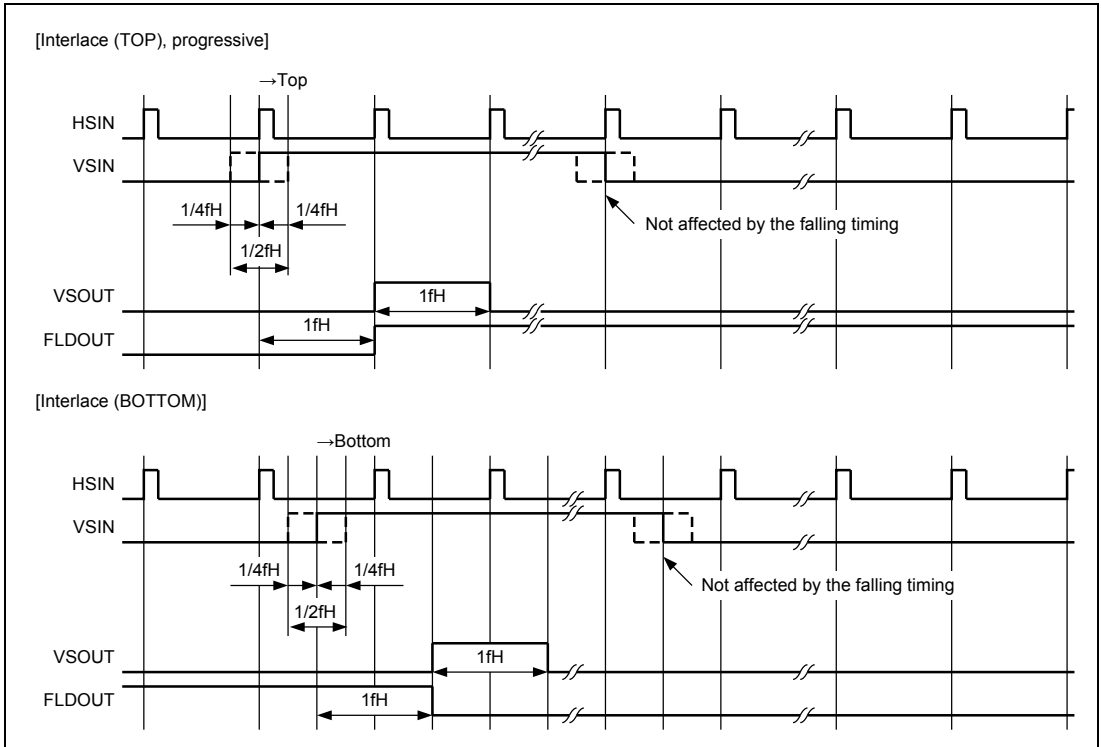 [Interlace (TOP), progressive]
→Top
HSIN
VSIN
1/4fH 1/4fH
Not affected by the falling timing
1/2fH
VSOUT
1fH
FLDOUT
1fH
[Interlace (BOTTOM)]
→Bottom
HSIN
VSIN
1/4fH 1/4fH
Not affected by the falling timing
1/2fH
VSOUT
1fH
FLDOUT
1fH